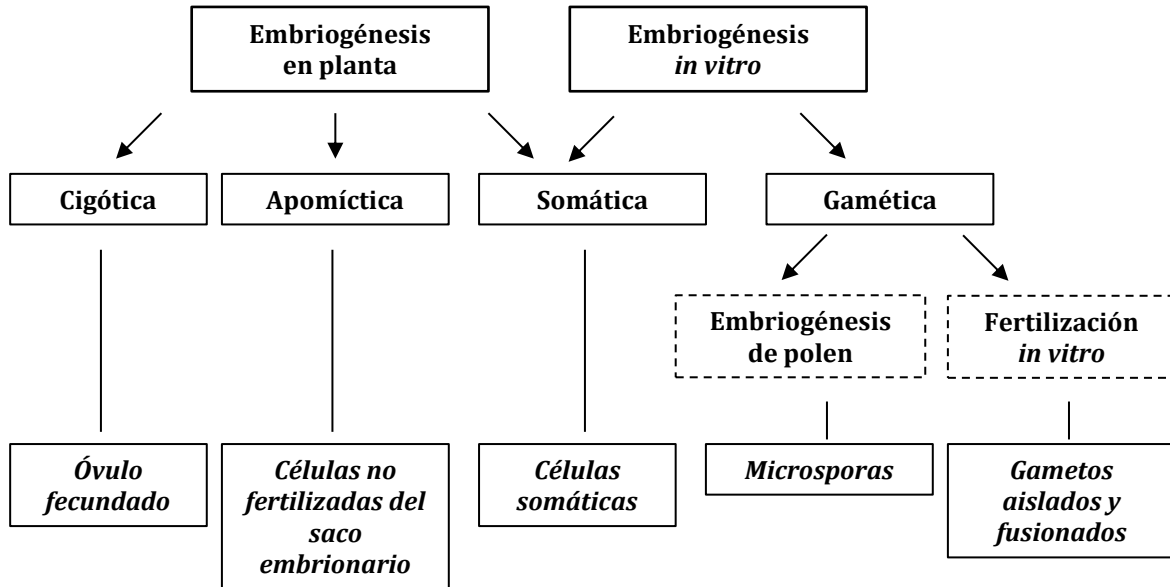 Embriogénesis
en planta
Embriogénesis
in vitro
Cigótica
Apomíctica
Somática
Gamética
Embriogénesis
de polen
Fertilización
in vitro
Óvulo
fecundado
Células no
fertilizadas del
saco
embrionario
Células
somáticas
Microsporas
Gametos
aislados y
fusionados